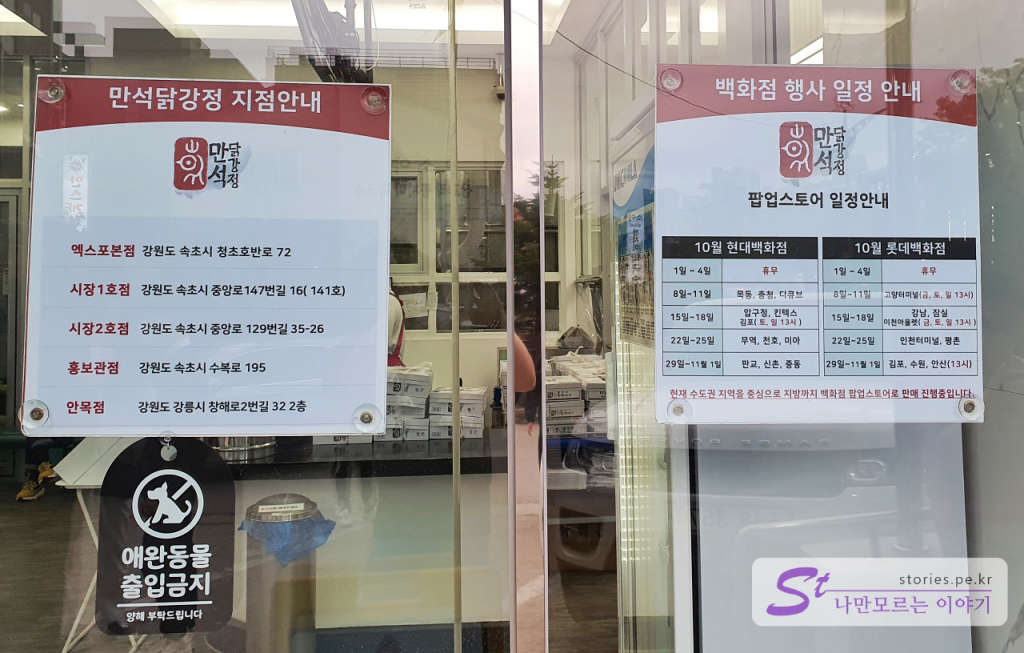 만석닭강정 지점안내
만석
닭강정
엑스포본점 강원도 속초시 청초호반로 72
시장1호점 강원도 속초시 중앙로147번길 16( 141호)
시장2호점 강원도 속초시 중앙로 129번길 35-26
홍보관점 강원도 속초시 수복로 195
안목점 강원도 강릉시 창해로2번길 32 2층
애완동물
출입금지
양해 부탁드립니다
백화점 행사 일정 안내
만석
닭강정
팝업스토어 일정안내
10월 현대백화점 10월 롯데백화점
1일 ~ 4일 휴무 1일 ~ 4일 휴무
8일~11일 목동, 충청, 디큐브 8일~11일 고양터미널(금, 토, 일 13시)
15일~18일 압구정, 킨텍스 15일~18일 강남, 잠실
김포( 토, 일 13시 ) 이천아울렛( 금, 토, 일 13시 )
22일~25일 무역, 천호, 미아 22일~25일 인천터미널, 평촌
29일~11월 1일 판교, 신촌, 중동 29일~11월 1일 김포, 수원, 안산(13시)
현재 수도권 지역을 중심으로 지방까지 백화점 팝업스토어로 판매 진행중입니다.
St
stories.pe.kr
나만모르는 이야기